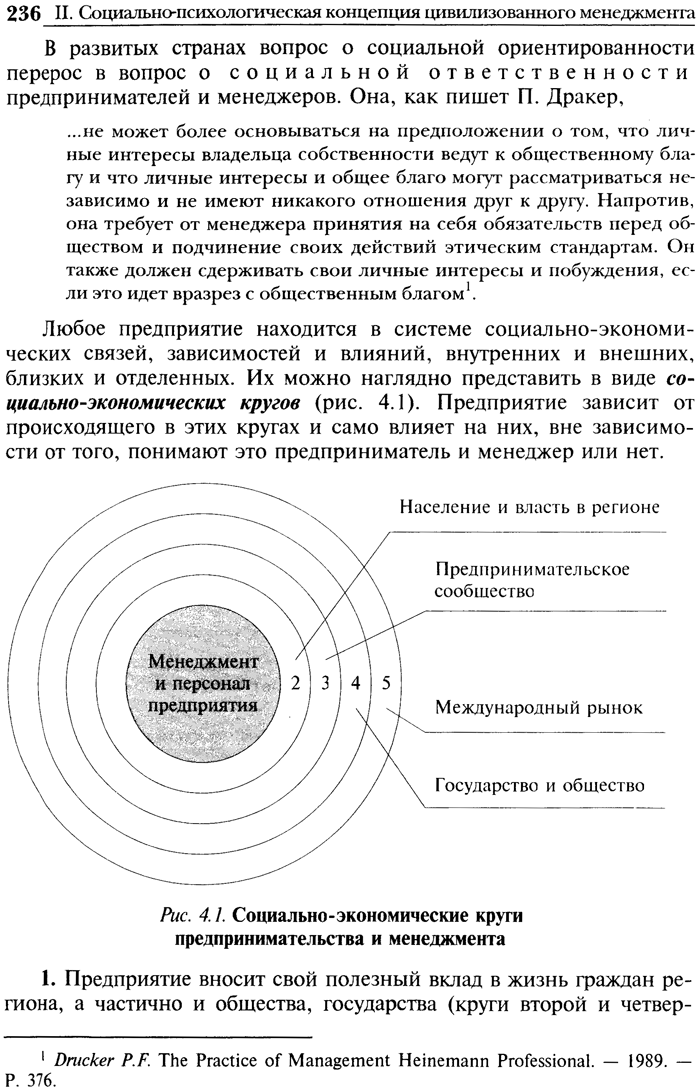 236 II. Социально-психологическая концепция цивилизованного менеджмента
В развитых странах вопрос о социальной ориентированности
перерос в вопрос о социальной ответственности
предпринимателей и менеджеров. Она, как пишет П. Дракер,
...не может более основываться на предположении о том, что лич-
ные интересы владельца собственности ведут к общественному бла-
гу и что личные интересы и общее благо могут рассматриваться не-
зависимо и не имеют никакого отношения друг к другу. Напротив,
она требует от менеджера принятия на себя обязательств перед об-
ществом и подчинение своих действий этическим стандартам. Он
также должен сдерживать свои личные интересы и побуждения, ес-
ли это идет вразрез с общественным благом¹.
Любое предприятие находится в системе социально-экономи-
ческих связей, зависимостей и влияний, внутренних и внешних,
близких и отделенных. Их можно наглядно представить в виде со-
циально-экономических кругов (рис. 4.1). Предприятие зависит от
происходящего в этих кругах и само влияет на них, вне зависимо-
сти от того, понимают это предприниматель и менеджер или нет.
Население и власть в регионе
Предпринимательское
сообщество
Менеджмент
и персонал
предприятия
2 3 4 5
Международный рынок
Государство и общество
Рис. 4.1. Социально-экономические круги
предпринимательства и менеджмента
1. Предприятие вносит свой полезный вклад в жизнь граждан ре-
гиона, а частично и общества, государства (круги второй и четвер-
¹ Drucker P.F. The Practice of Management Heinemann Professional. — 1989. —
P. 376.